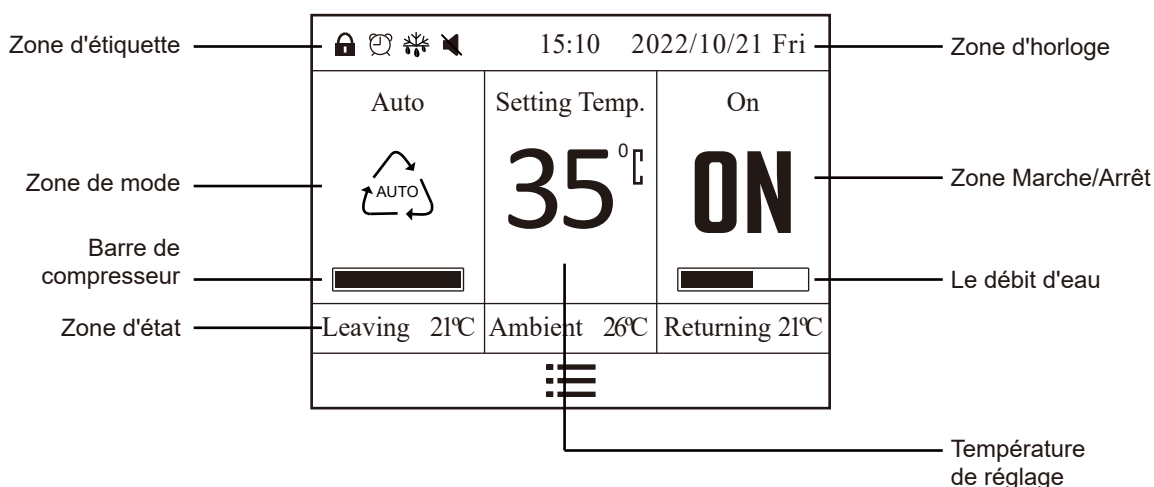 Zone d'étiquette
15:10 2022/10/21 Fri
Zone d'horloge
Auto
Setting Temp.
On
Zone de mode
AUTO
35°C
ON
Zone Marche/Arrêt
Barre de
compresseur
Le débit d'eau
Zone d'état
Leaving 21℃
Ambient 26℃
Returning 21℃
Température
de réglage